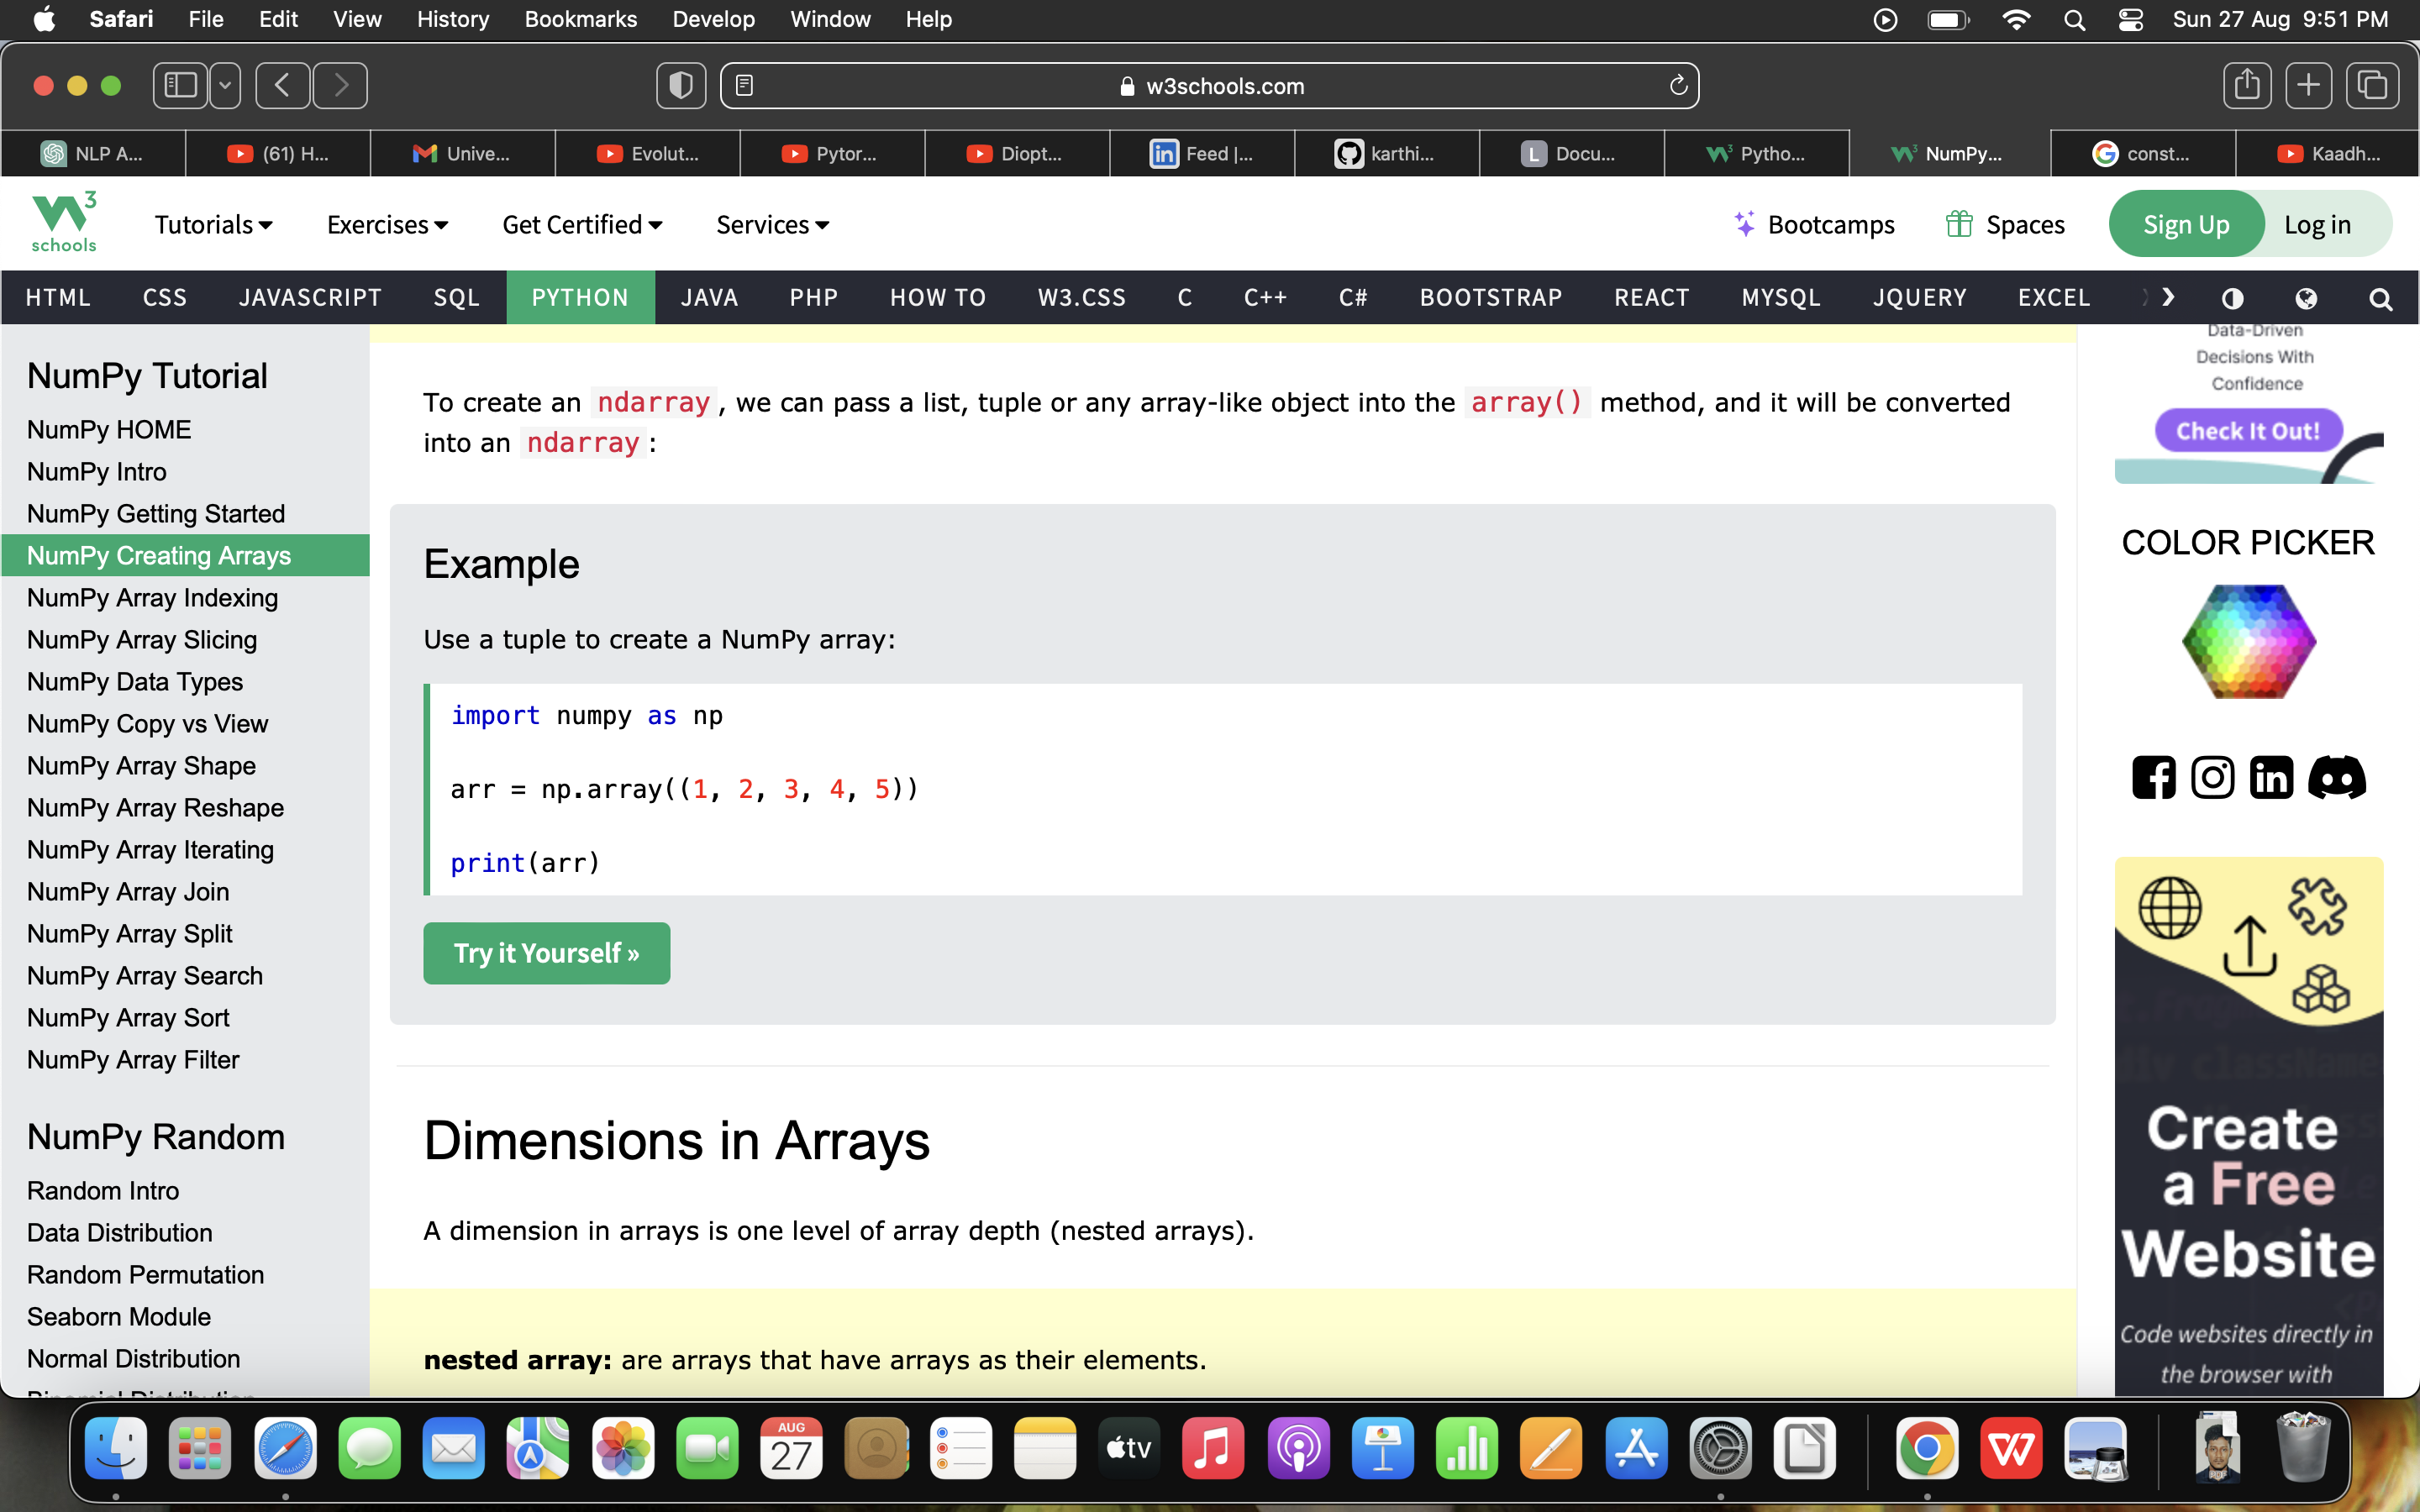 Safari File Edit View History Bookmarks Develop Window Help Sun 27 Aug 9:51 PM
w3schools.com
NLP A... (61) H... Unive... Evolut... Pytor... Diopt... Feed |... karthi... L Docu... Pytho... NumPy... const... Kaadh...
W3 schools Tutorials Exercises Get Certified Services Bootcamps Spaces Sign Up Log in
HTML CSS JAVASCRIPT SQL PYTHON JAVA PHP HOW TO W3.CSS C C++ C# BOOTSTRAP REACT MYSQL JQUERY EXCEL
NumPy Tutorial
NumPy HOME
NumPy Intro
NumPy Getting Started
NumPy Creating Arrays
NumPy Array Indexing
NumPy Array Slicing
NumPy Data Types
NumPy Copy vs View
NumPy Array Shape
NumPy Array Reshape
NumPy Array Iterating
NumPy Array Join
NumPy Array Split
NumPy Array Search
NumPy Array Sort
NumPy Array Filter
NumPy Random
Random Intro
Data Distribution
Random Permutation
Seaborn Module
Normal Distribution
To create an ndarray, we can pass a list, tuple or any array-like object into the array() method, and it will be converted
into an ndarray:
Example
Use a tuple to create a NumPy array:
import numpy as np
arr = np.array((1, 2, 3, 4, 5))
print(arr)
Try it Yourself »
Dimensions in Arrays
A dimension in arrays is one level of array depth (nested arrays).
nested array: are arrays that have arrays as their elements.
Data-Driven
Decisions With
Confidence
Check It Out!
COLOR PICKER
Create
a Free
Website
Code websites directly in
the browser with
AUG
27
tv